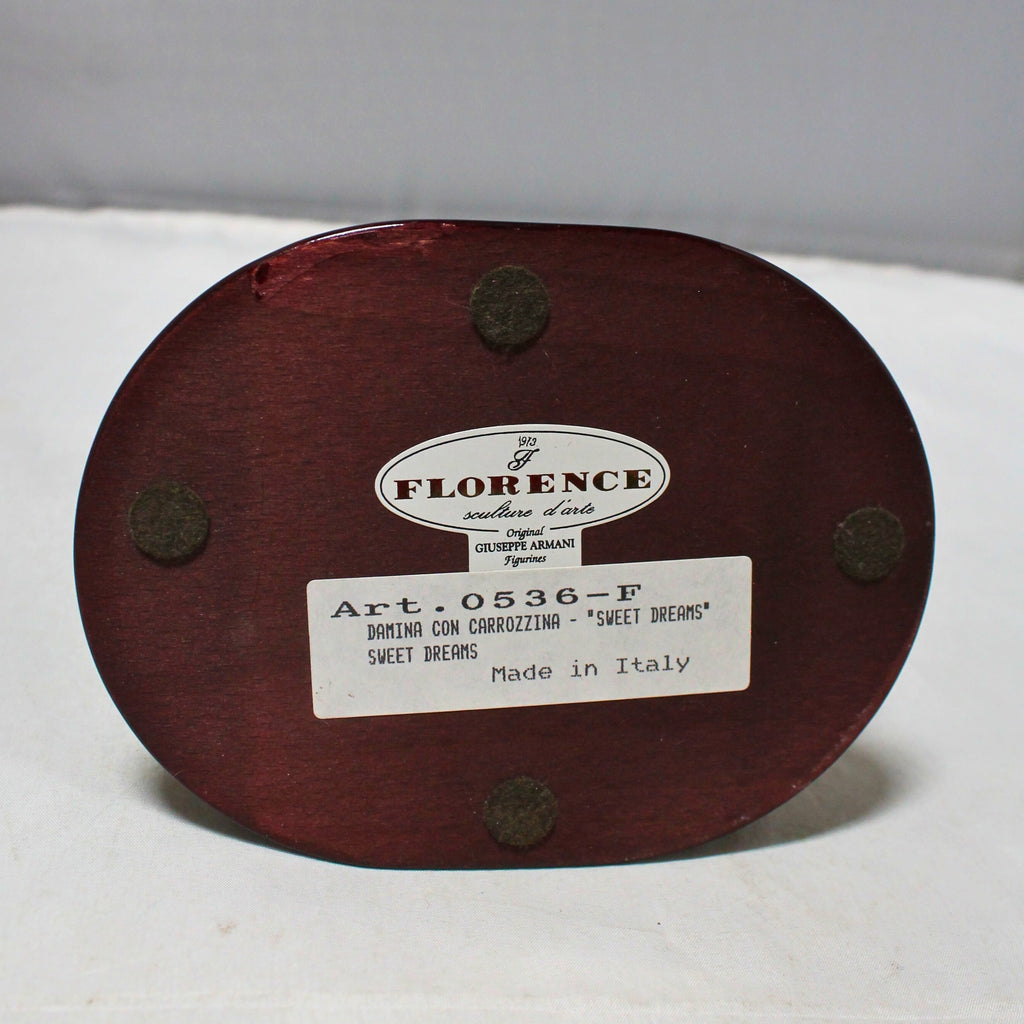 1973
F
FLORENCE
sculture d'arte
Original
GIUSEPPE ARMANI
Figurines
Art.0536-F
DAMINA CON CARROZZINA - "SWEET DREAMS"
SWEET DREAMS
Made in Italy